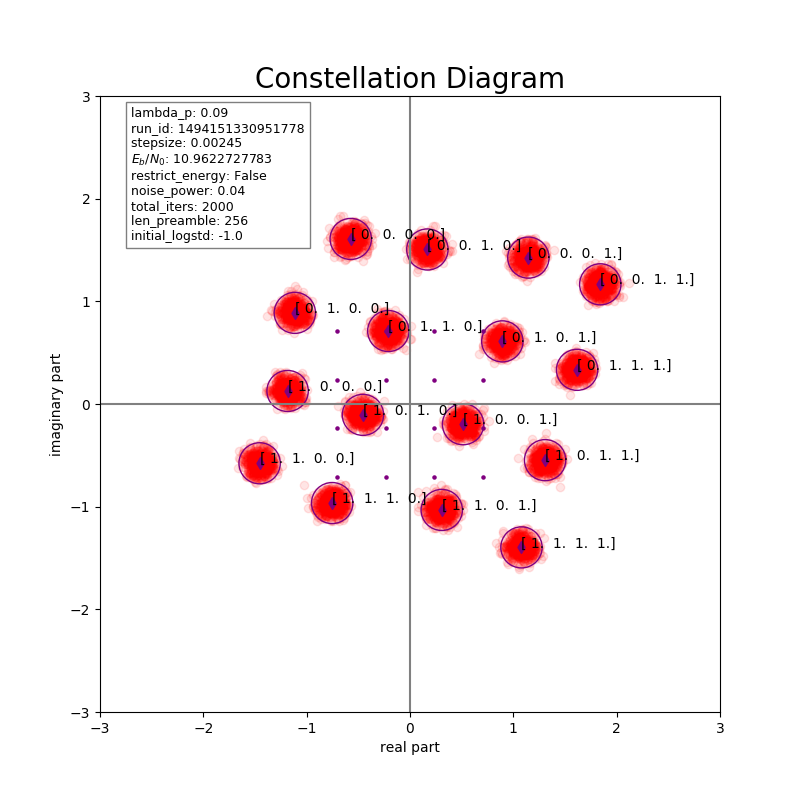 Constellation Diagram
lambda_p: 0.09
run_id: 1494151330951778
stepsize: 0.00245
E_b/N_0: 10.9622727783
restrict_energy: False
noise_power: 0.04
total_iters: 2000
len_preamble: 256
initial_logstd: -1.0
[ 0. 0. 0. 0.]
[ 0. 0. 1. 0.]
[ 0. 0. 0. 1.]
[ 0. 0. 1. 1.]
[ 0. 1. 0. 0.]
[ 0. 1. 1. 0.]
[ 0. 1. 0. 1.]
[ 0. 1. 1. 1.]
[ 1. 0. 0. 0.]
[ 1. 0. 1. 0.]
[ 1. 0. 0. 1.]
[ 1. 0. 1. 1.]
[ 1. 1. 0. 0.]
[ 1. 1. 1. 0.]
[ 1. 1. 0. 1.]
[ 1. 1. 1. 1.]
3
2
1
0
−1
−2
−3
imaginary part
−3 −2 −1 0 1 2 3
real part